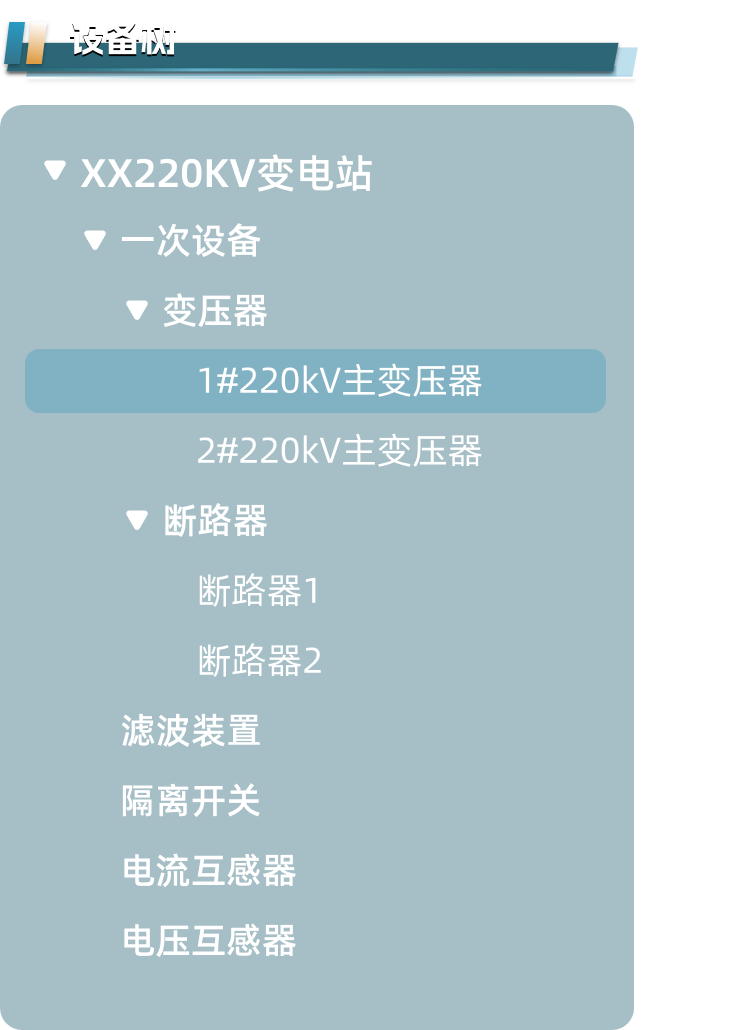 设备树
XX220KV变电站
一次设备
变压器
1#220kV主变压器
2#220kV主变压器
断路器
断路器1
断路器2
滤波装置
隔离开关
电流互感器
电压互感器